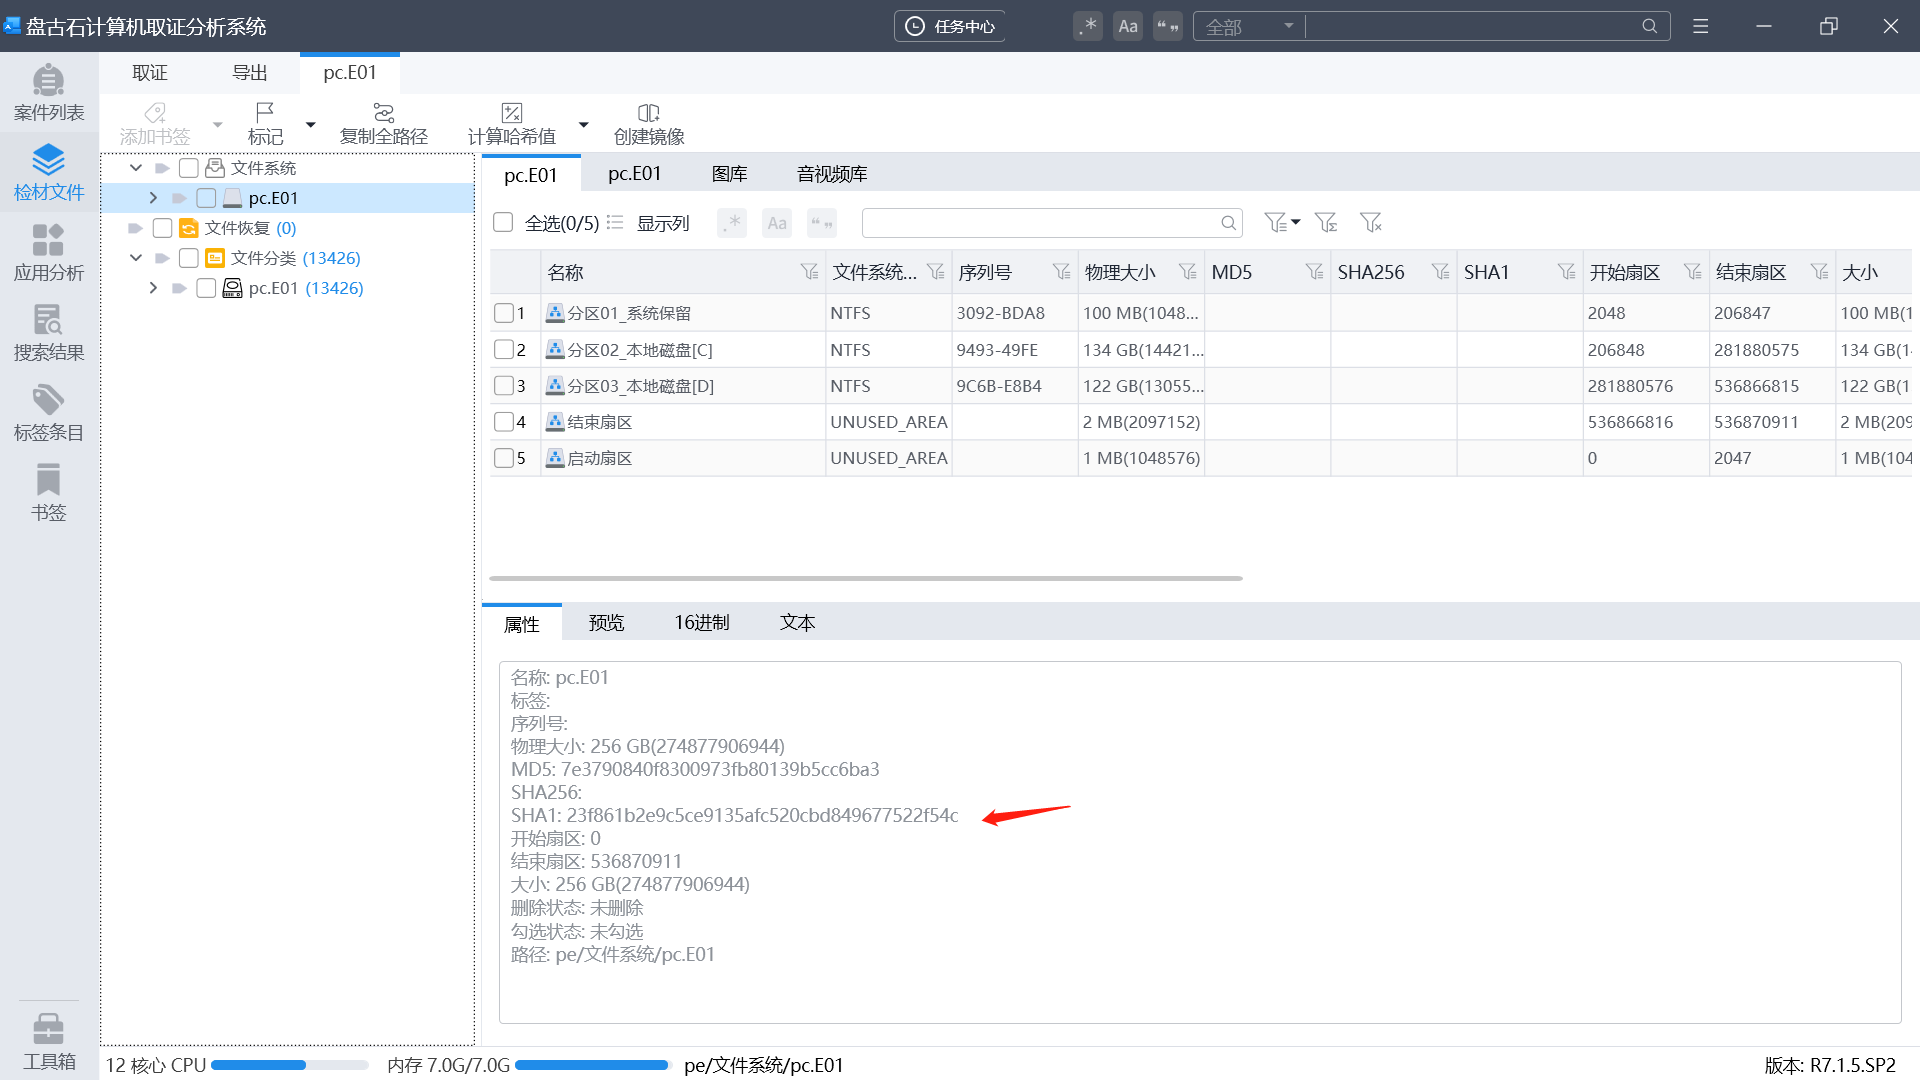 盘古石计算机取证分析系统
任务中心
.*
Aa
全部
案件列表
检材文件
应用分析
搜索结果
标签条目
书签
工具箱
取证
导出
pc.E01
添加书签
标记
复制全路径
计算哈希值
创建镜像
文件系统
pc.E01
文件恢复 (0)
文件分类 (13426)
pc.E01 (13426)
pc.E01
pc.E01
图库
音视频库
全选(0/5)
显示列
.*
Aa
名称 文件系统... 序列号 物理大小 MD5 SHA256 SHA1 开始扇区 结束扇区 大小
1 分区01_系统保留 NTFS 3092-BDA8 100 MB(1048... 2048 206847 100 MB(1
2 分区02_本地磁盘[C] NTFS 9493-49FE 134 GB(14421... 206848 281880575 134 GB(1
3 分区03_本地磁盘[D] NTFS 9C6B-E8B4 122 GB(13055... 281880576 536866815 122 GB(1
4 结束扇区 UNUSED_AREA 2 MB(2097152) 536866816 536870911 2 MB(209
5 启动扇区 UNUSED_AREA 1 MB(1048576) 0 2047 1 MB(104
属性
预览
16进制
文本
名称: pc.E01
标签:
序列号:
物理大小: 256 GB(274877906944)
MD5: 7e3790840f8300973fb80139b5cc6ba3
SHA256:
SHA1: 23f861b2e9c5ce9135afc520cbd849677522f54c
开始扇区: 0
结束扇区: 536870911
大小: 256 GB(274877906944)
删除状态: 未删除
勾选状态: 未勾选
路径: pe/文件系统/pc.E01
12 核心 CPU
内存 7.0G/7.0G
pe/文件系统/pc.E01
版本: R7.1.5.SP2